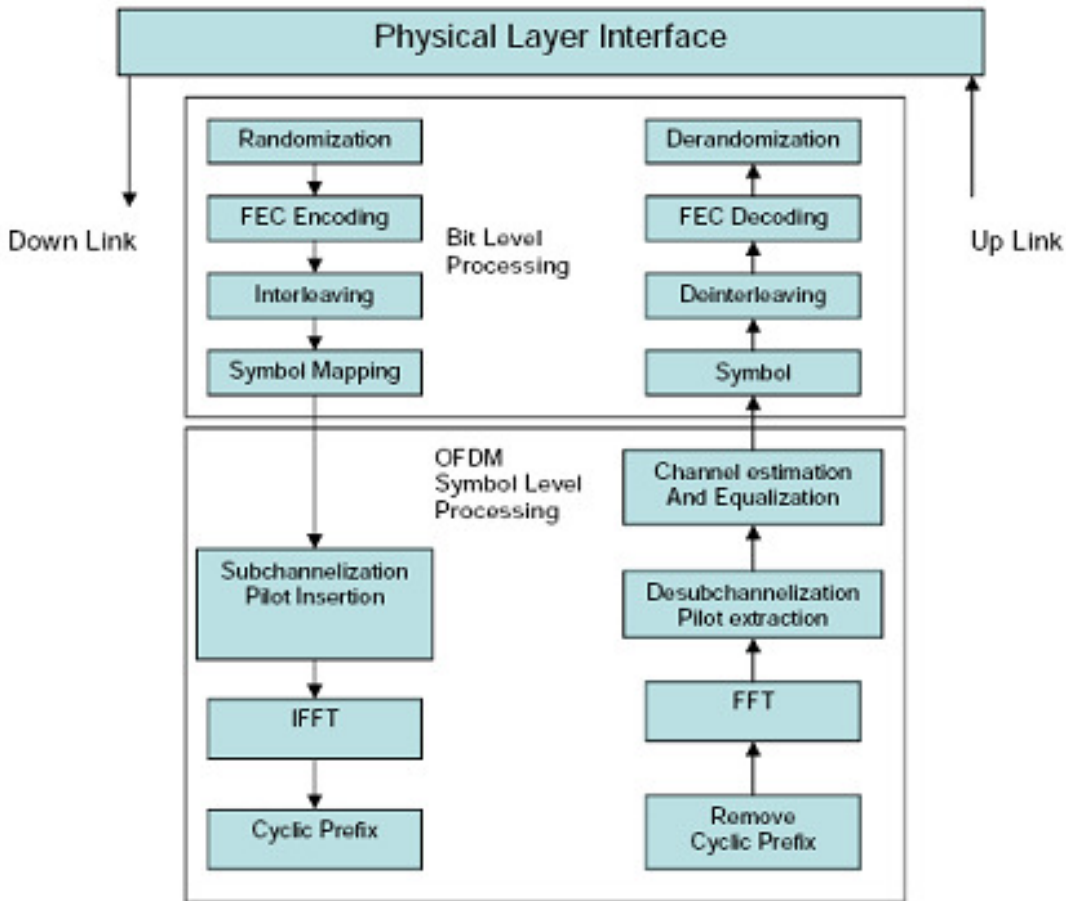 Physical Layer Interface
Randomization
Derandomization
Down Link
FEC Encoding
Bit Level
Processing
FEC Decoding
Up Link
Interleaving
Deinterleaving
Symbol Mapping
Symbol
OFDM
Symbol Level
Processing
Channel estimation
And Equalization
Subchannelization
Pilot Insertion
Desubchannelization
Pilot extraction
IFFT
FFT
Cyclic Prefix
Remove
Cyclic Prefix